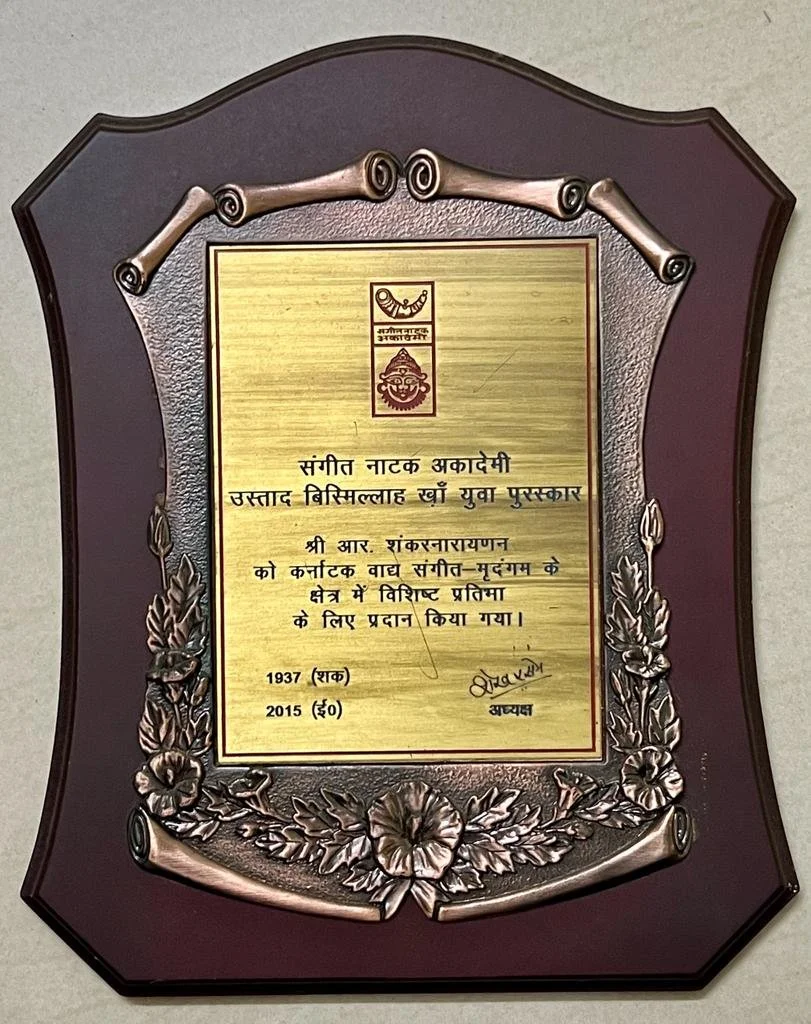 संगीत नाटक
अकादेमी
संगीत नाटक अकादेमी
उस्ताद बिस्मिल्लाह खाँ युवा पुरस्कार
श्री आर. शंकरनारायणन
को कर्नाटक वाद्य संगीत–मृदंगम के
क्षेत्र में विशिष्ट प्रतिभा
के लिए प्रदान किया गया।
1937 (शक)
2015 (ई0)
अध्यक्ष